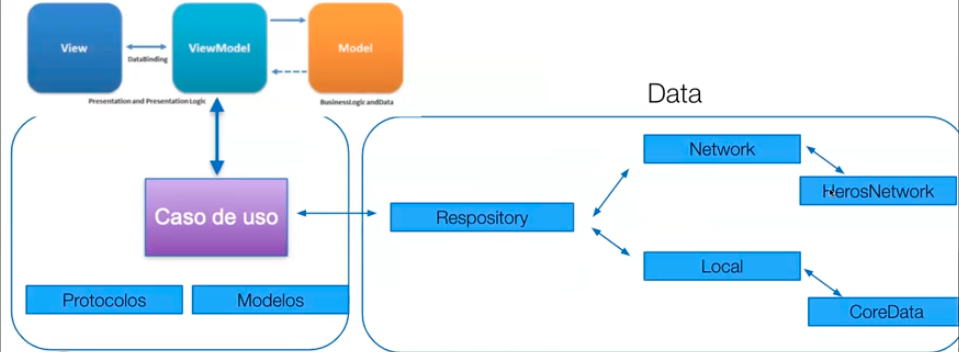 View
DataBinding
ViewModel
Model
Presentation and Presentation Logic
BusinessLogic andData
Data
Caso de uso
Protocolos
Modelos
Respository
Network
HerosNetwork
Local
CoreData